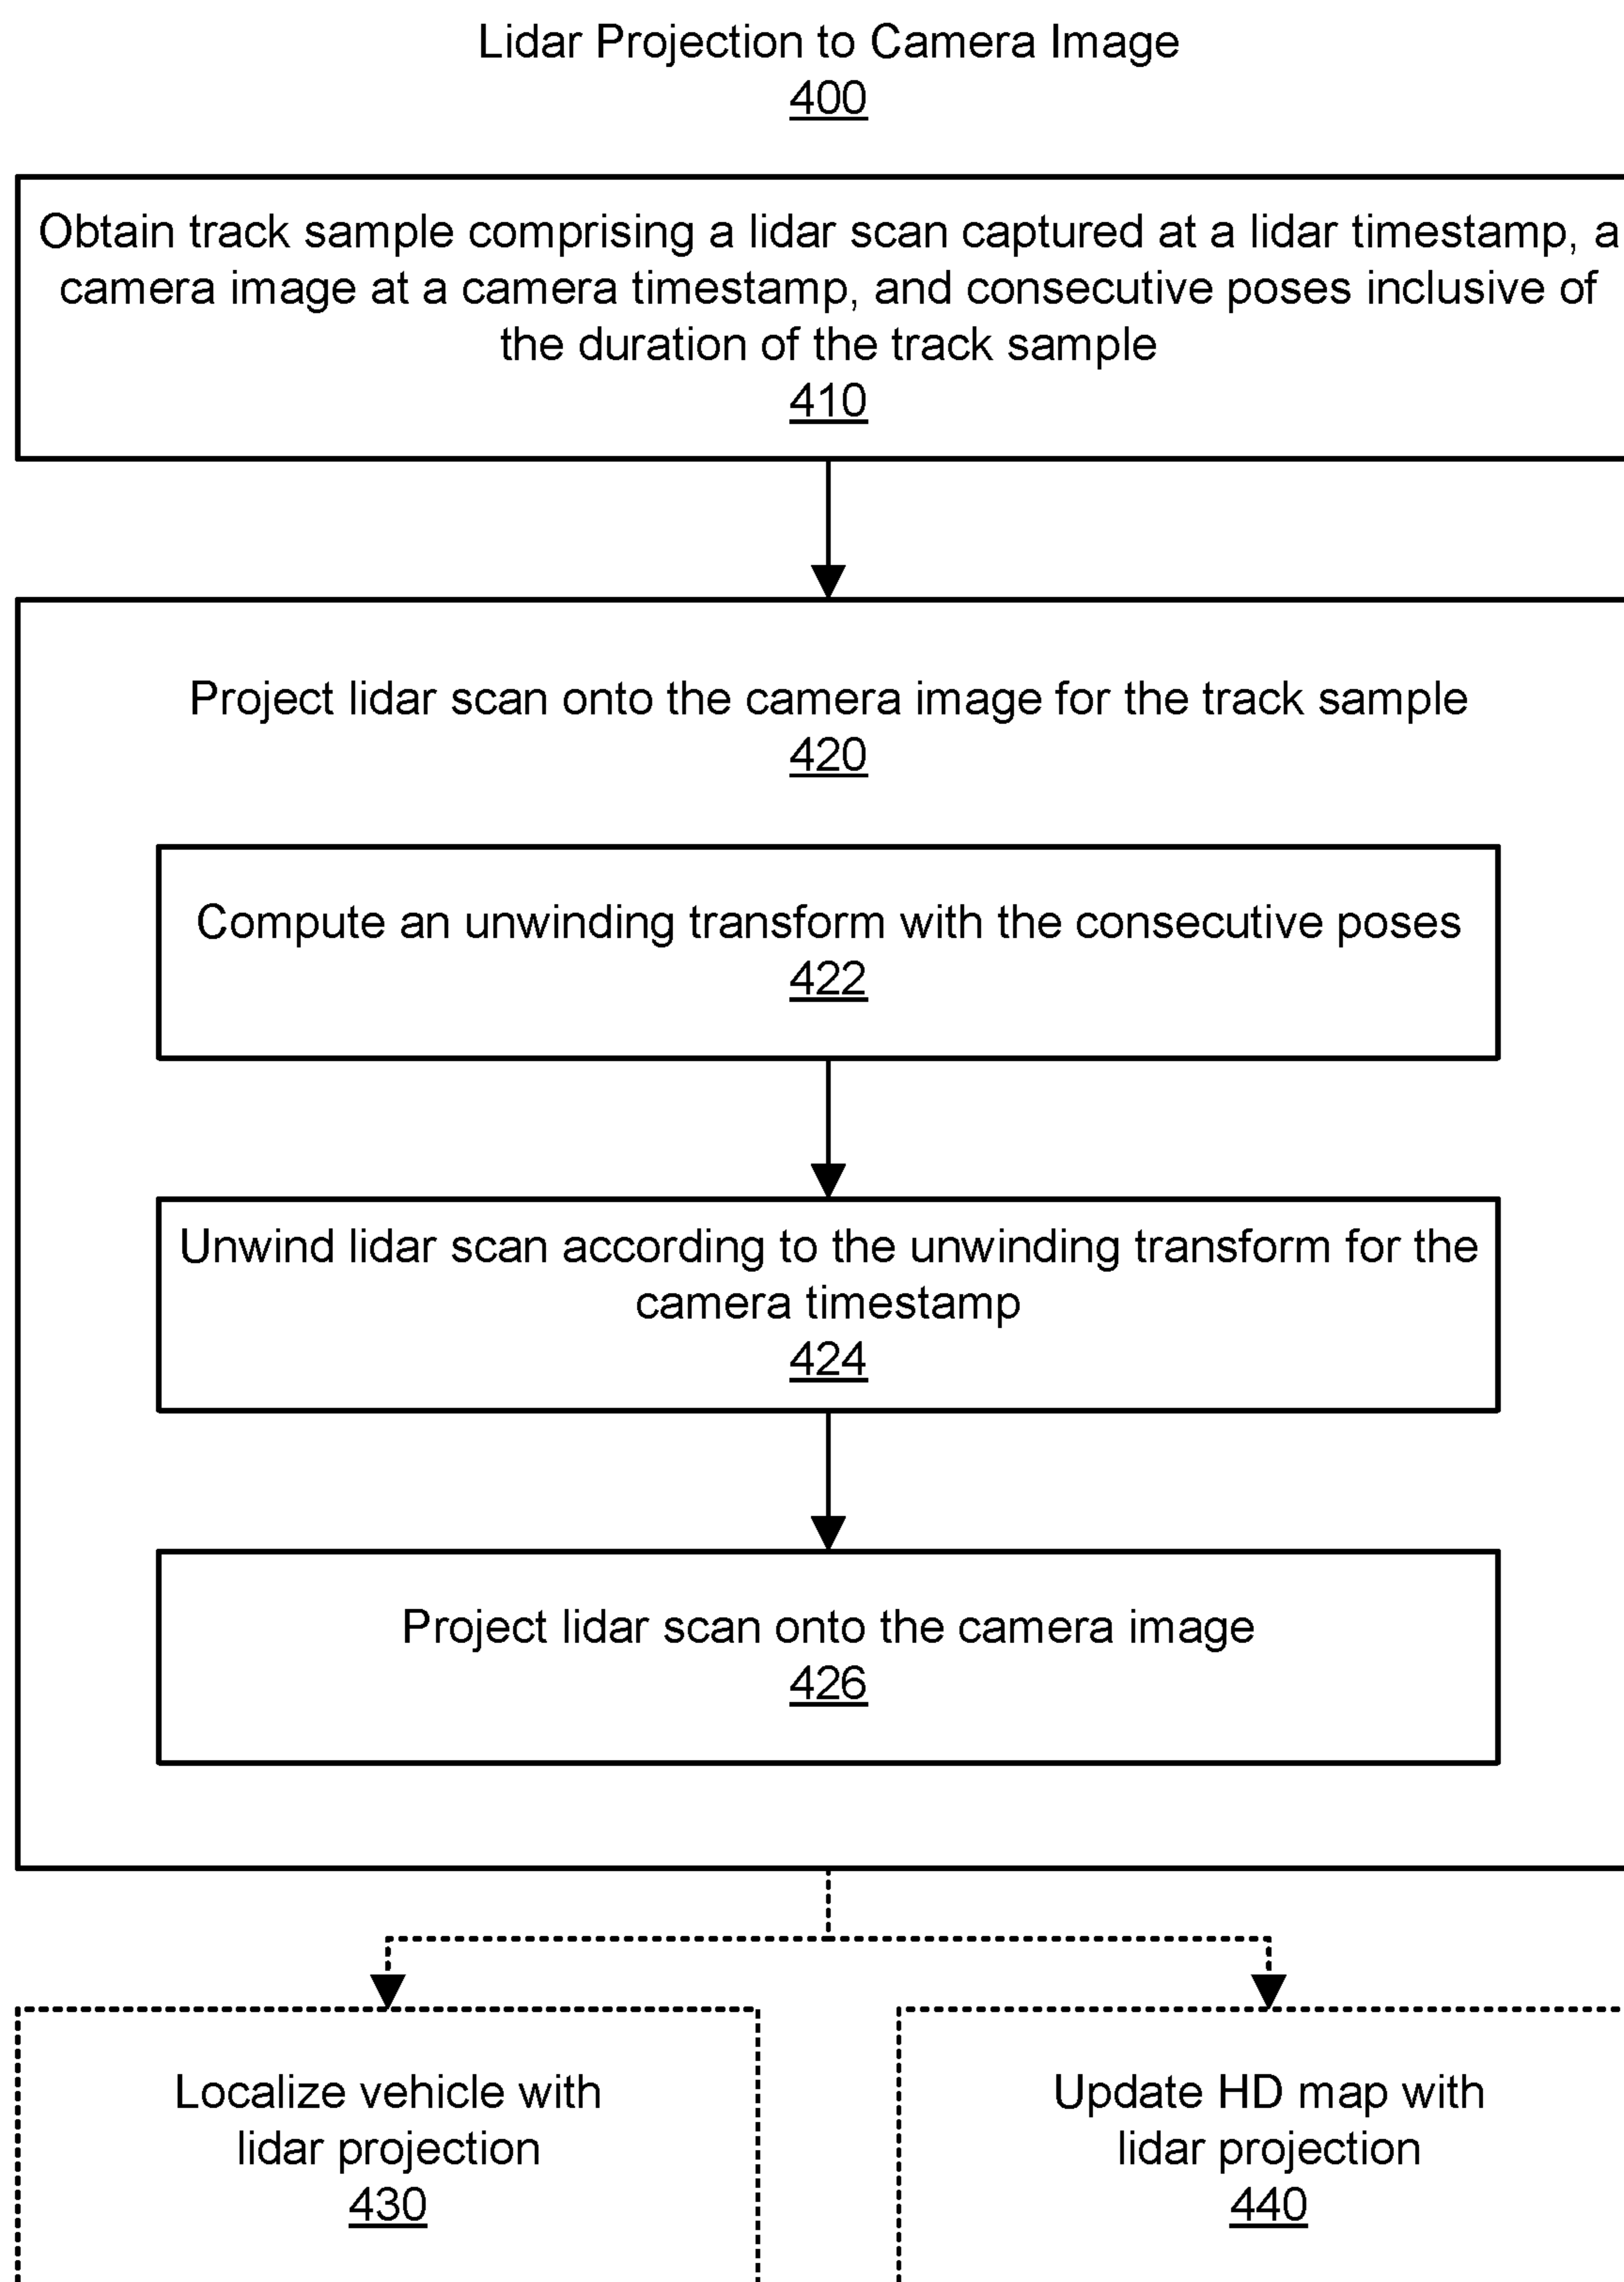 Lidar Projection to Camera Image
400
Obtain track sample comprising a lidar scan captured at a lidar timestamp, a
camera image at a camera timestamp, and consecutive poses inclusive of
the duration of the track sample
410
Project lidar scan onto the camera image for the track sample
420
Compute an unwinding transform with the consecutive poses
422
Unwind lidar scan according to the unwinding transform for the
camera timestamp
424
Project lidar scan onto the camera image
426
Localize vehicle with
lidar projection
430
Update HD map with
lidar projection
440